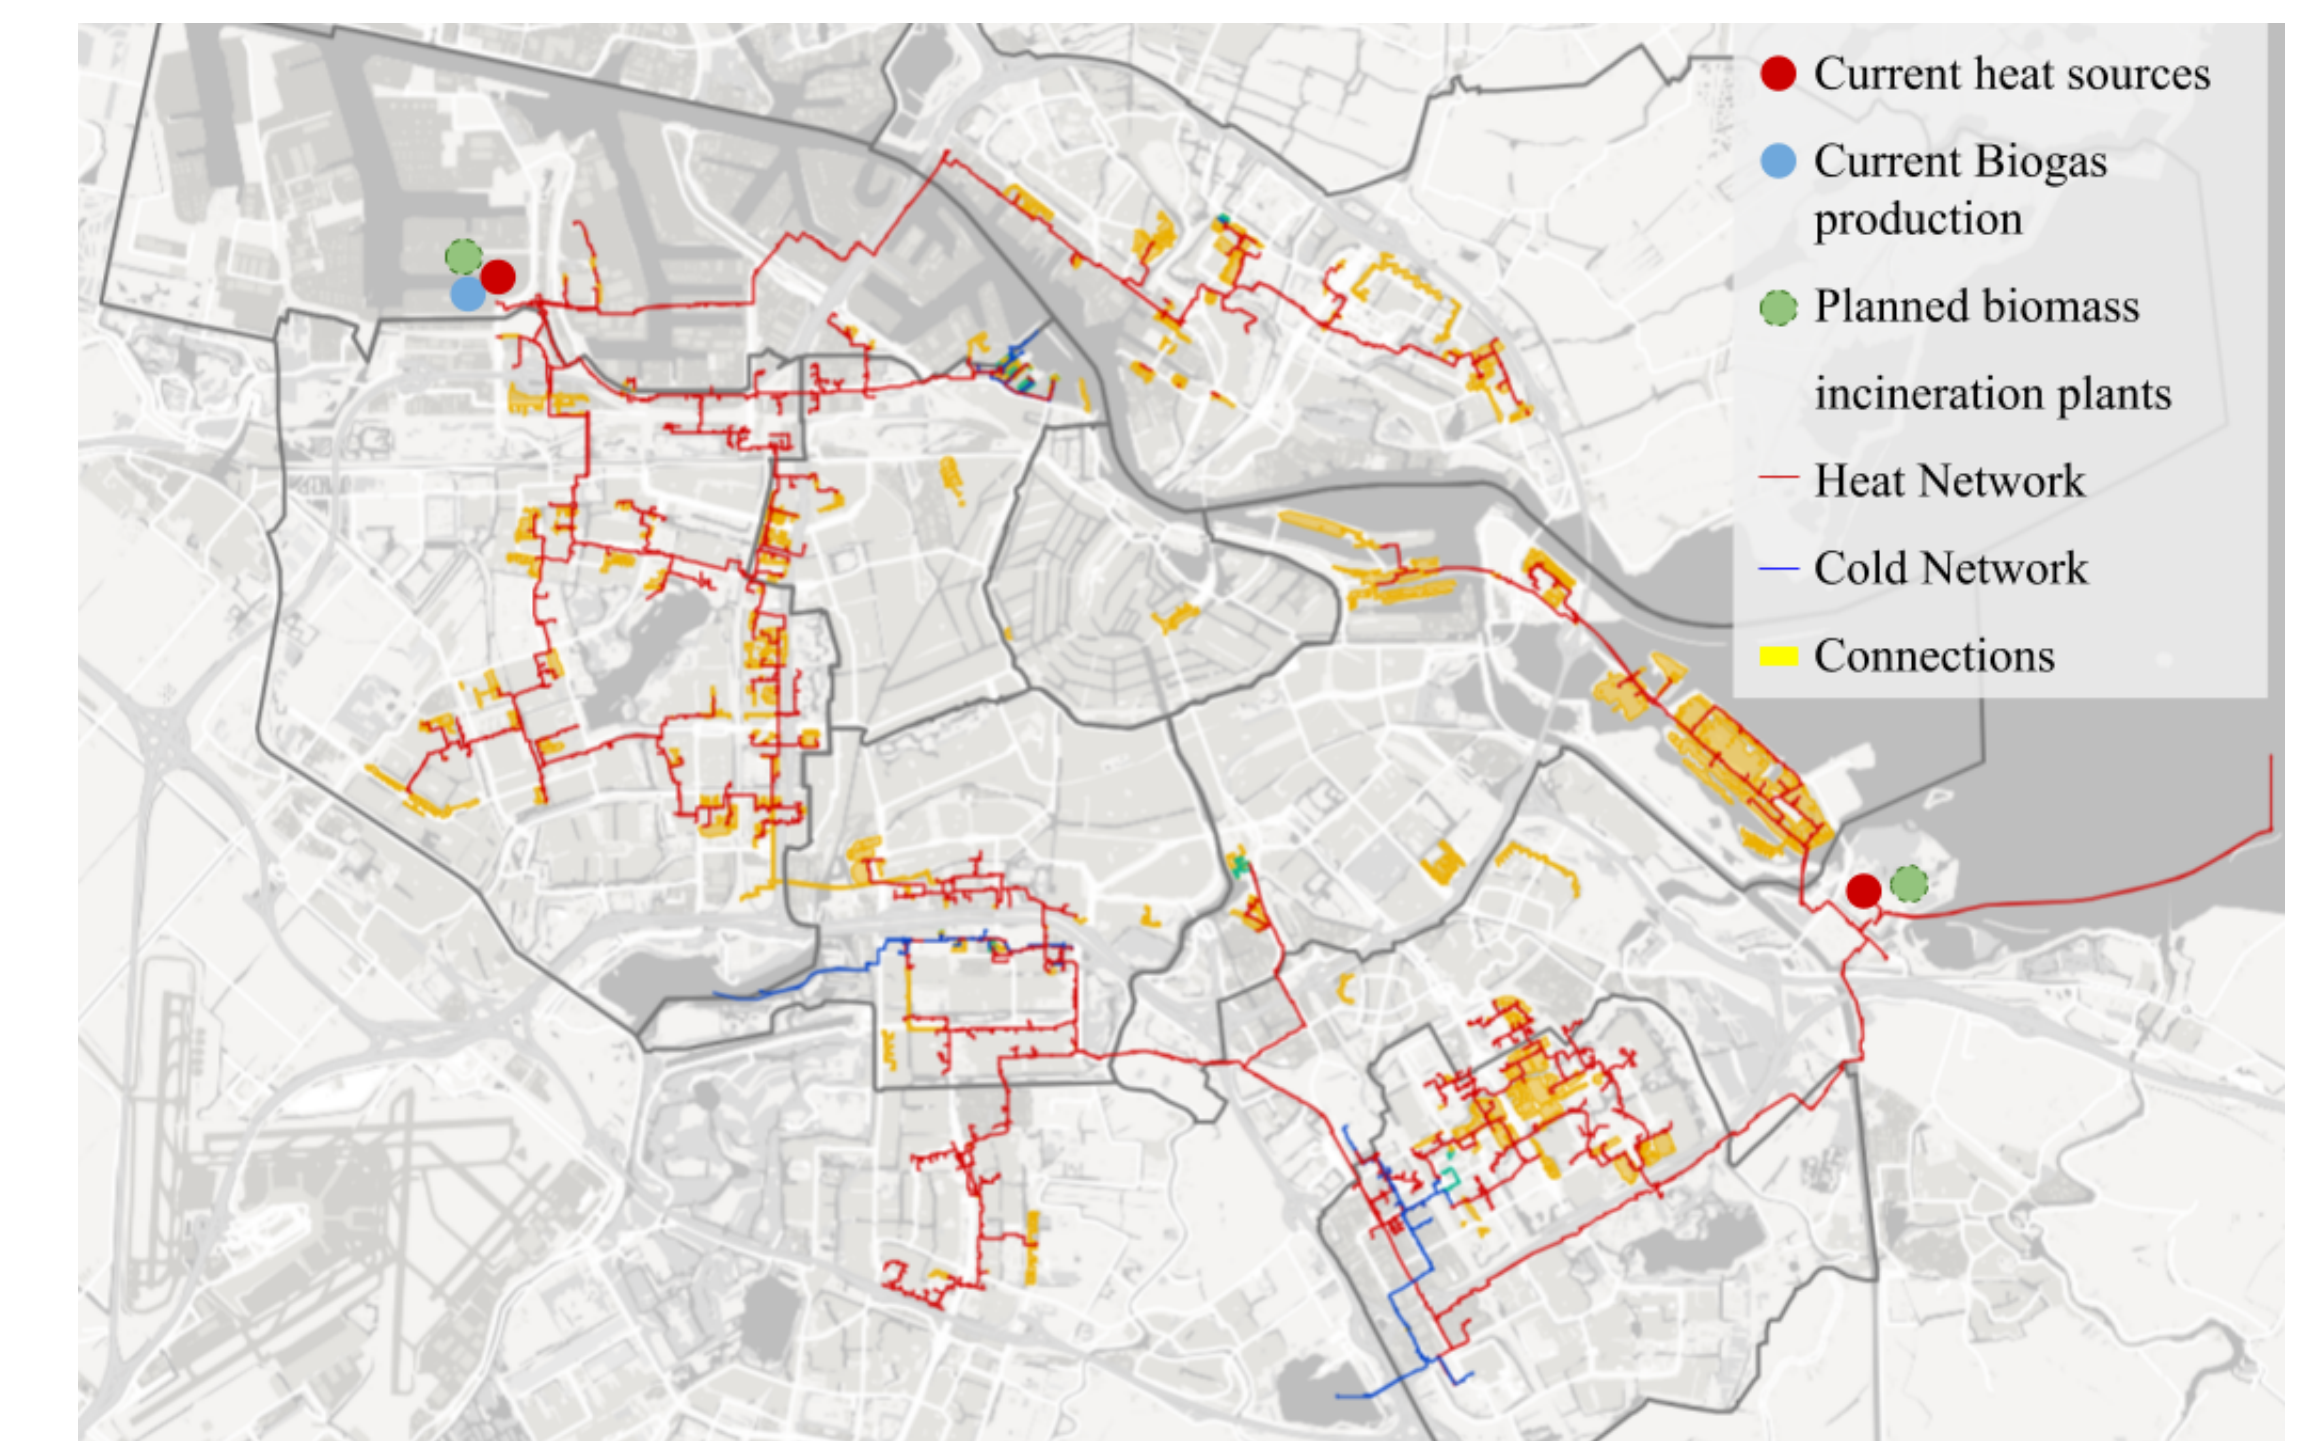 Current heat sources
Current Biogas
production
Planned biomass
incineration plants
Heat Network
Cold Network
Connections